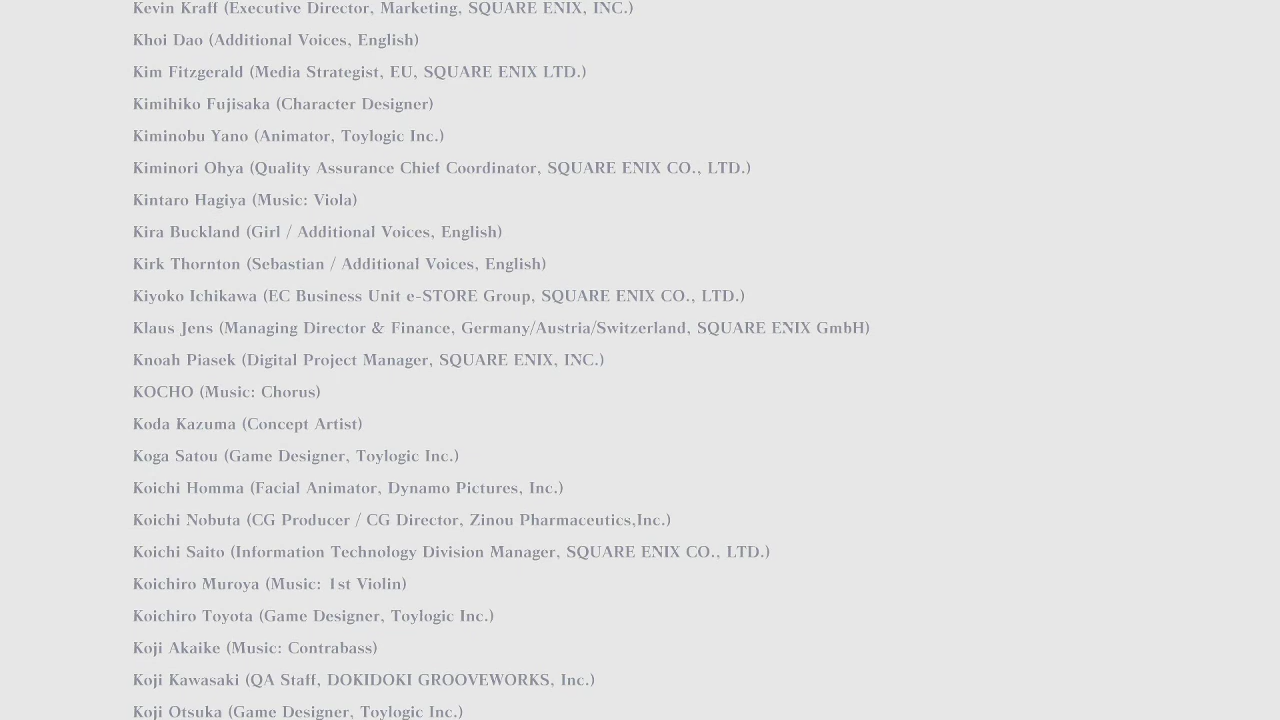 Kevin Kraff (Executive Director, Marketing, SQUARE ENIX, INC.)
Khoi Dao (Additional Voices, English)
Kim Fitzgerald (Media Strategist, EU, SQUARE ENIX LTD.)
Kimihiko Fujisaka (Character Designer)
Kiminobu Yano (Animator, Toylogic Inc.)
Kiminori Ohya (Quality Assurance Chief Coordinator, SQUARE ENIX CO., LTD.)
Kintaro Hagiya (Music: Viola)
Kira Buckland (Girl / Additional Voices, English)
Kirk Thornton (Sebastian / Additional Voices, English)
Kiyoko Ichikawa (EC Business Unit e-STORE Group, SQUARE ENIX CO., LTD.)
Klaus Jens (Managing Director & Finance, Germany/Austria/Switzerland, SQUARE ENIX GmbH)
Knoah Piasek (Digital Project Manager, SQUARE ENIX, INC.)
KOCHO (Music: Chorus)
Koda Kazuma (Concept Artist)
Koga Satou (Game Designer, Toylogic Inc.)
Koichi Homma (Facial Animator, Dynamo Pictures, Inc.)
Koichi Nobuta (CG Producer / CG Director, Zinou Pharmaceutics,Inc.)
Koichi Saito (Information Technology Division Manager, SQUARE ENIX CO., LTD.)
Koichiro Muroya (Music: 1st Violin)
Koichiro Toyota (Game Designer, Toylogic Inc.)
Koji Akaike (Music: Contrabass)
Koji Kawasaki (QA Staff, DOKIDOKI GROOVEWORKS, Inc.)
Koji Otsuka (Game Designer, Toylogic Inc.)